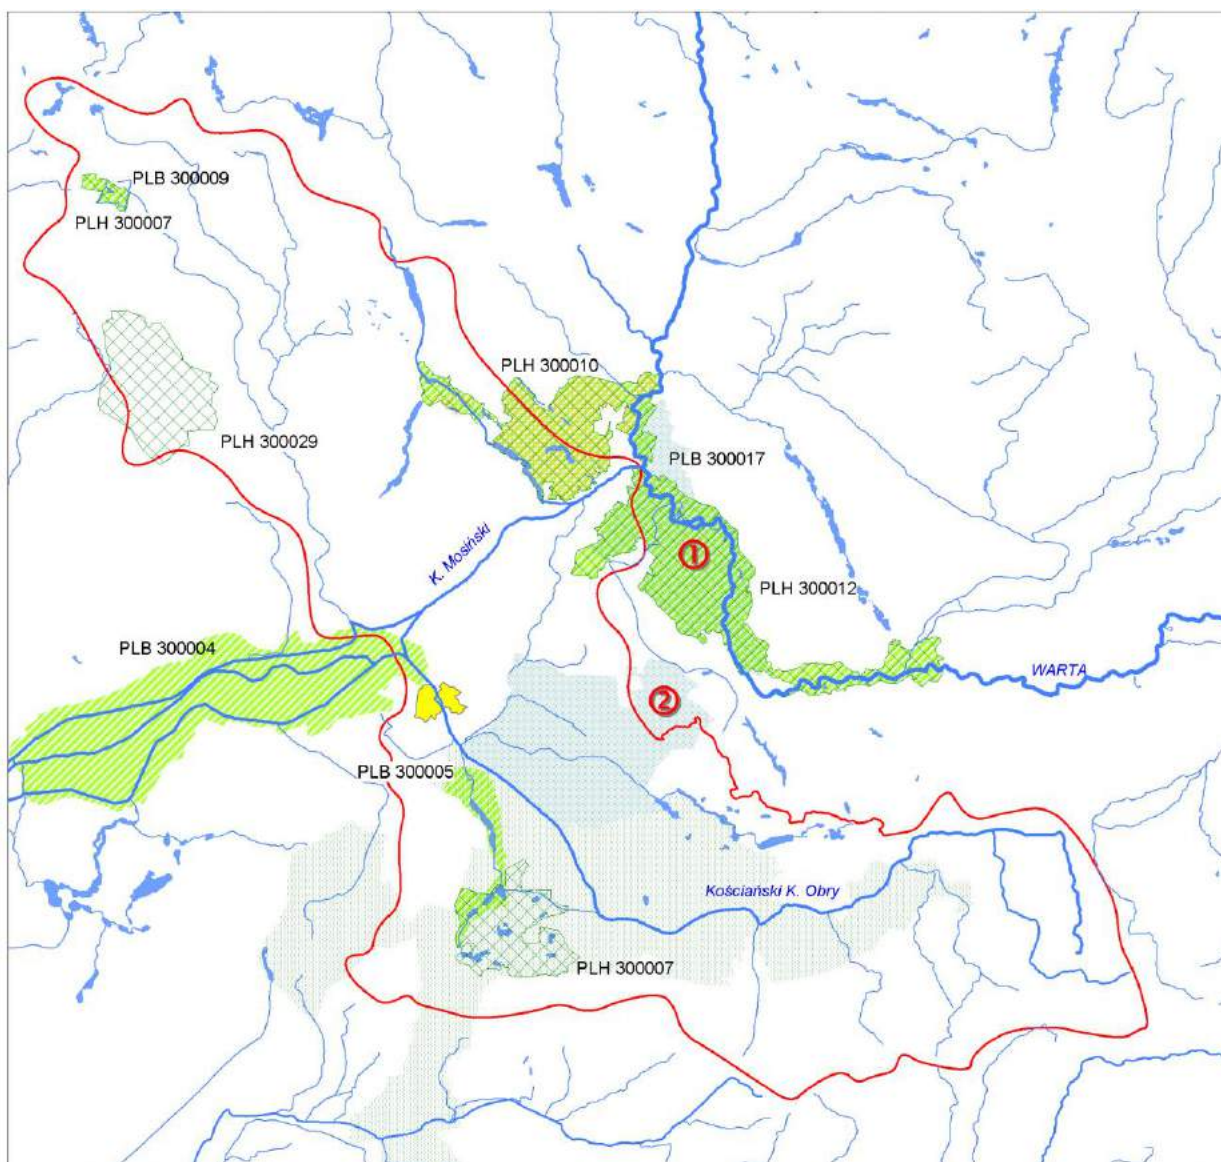 PLB 300009
PLH 300007
PLH 300010
PLH 300029
PLB 300017
K. Mosiński
①
PLH 300012
PLB 300004
WARTA
②
PLB 300005
Kościański K. Obry
PLH 300007